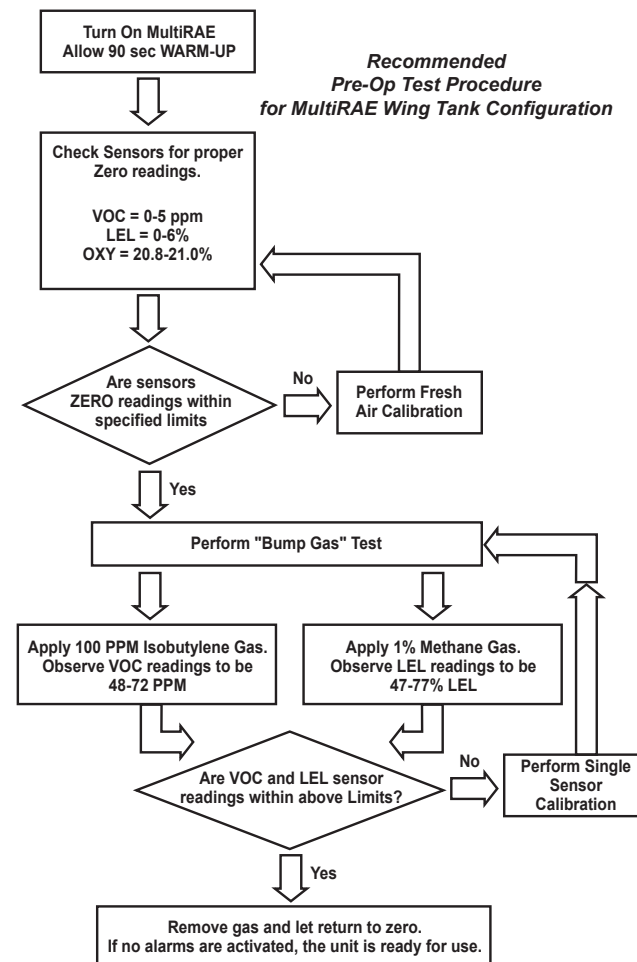 Turn On MultiRAE
Allow 90 sec WARM-UP
Recommended
Pre-Op Test Procedure
for MultiRAE Wing Tank Configuration
Check Sensors for proper
Zero readings.
VOC = 0-5 ppm
LEL = 0-6%
OXY = 20.8-21.0%
Are sensors
ZERO readings within
specified limits
No
Perform Fresh
Air Calibration
Yes
Perform "Bump Gas" Test
Apply 100 PPM Isobutylene Gas.
Observe VOC readings to be
48-72 PPM
Apply 1% Methane Gas.
Observe LEL readings to be
47-77% LEL
Are VOC and LEL sensor
readings within above Limits?
No
Perform Single
Sensor
Calibration
Yes
Remove gas and let return to zero.
If no alarms are activated, the unit is ready for use.